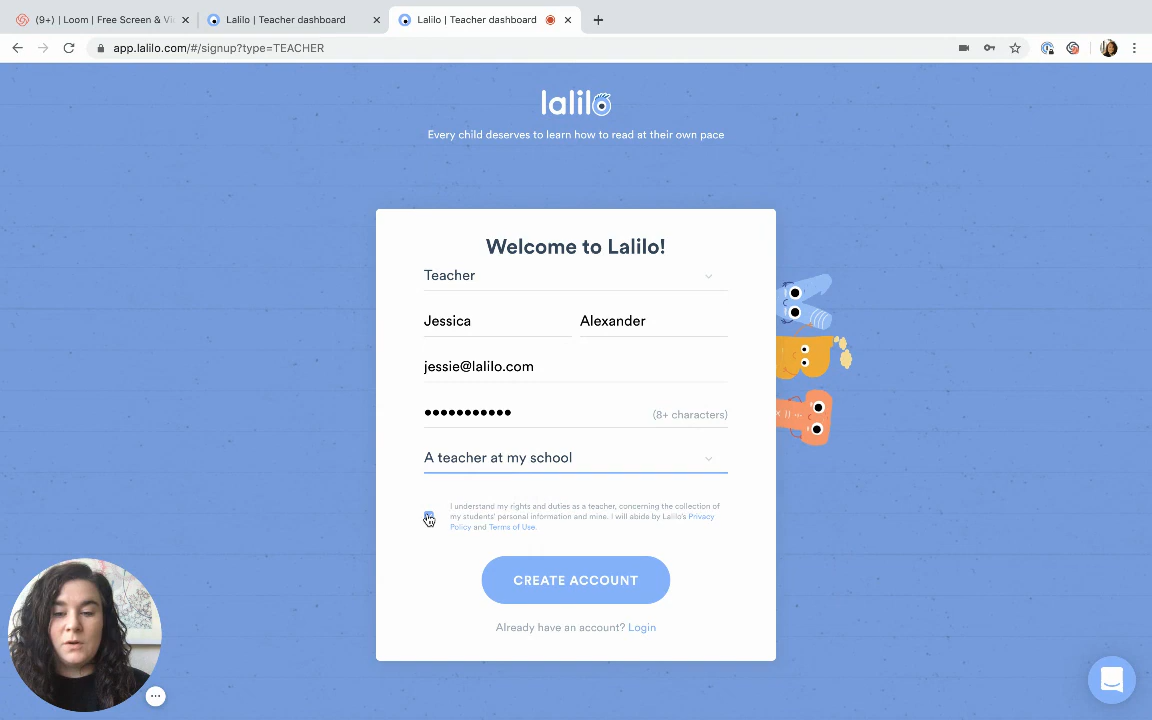 (9+) | Loom | Free Screen & Vi
Lalilo | Teacher dashboard
Lalilo | Teacher dashboard
app.lalilo.com/#/signup?type=TEACHER
lalilo
Every child deserves to learn how to read at their own pace
Welcome to Lalilo!
Teacher
Jessica Alexander
jessie@lalilo.com
••••••••••• (8+ characters)
A teacher at my school
I understand my rights and duties as a teacher, concerning the collection of
my students' personal information and mine. I will abide by Lalilo's Privacy
Policy and Terms of Use.
CREATE ACCOUNT
Already have an account? Login